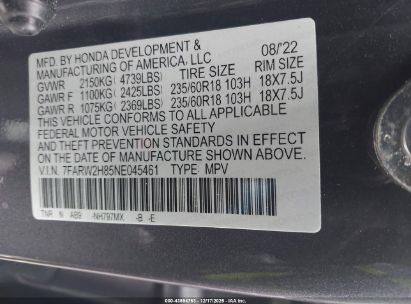 MFD. BY HONDA DEVELOPMENT & 08/22
MANUFACTURING OF AMERICA, LLC
GVWR 2150KG (4739LBS) TIRE SIZE RIM SIZE
GAWR F 1100KG (2425LBS) 235/60R18 103H 18X7.5J
GAWR R 1075KG (2369LBS) 235/60R18 103H 18X7.5J
THIS VEHICLE CONFORMS TO ALL APPLICABLE
FEDERAL MOTOR VEHICLE SAFETY, BUMPER,
AND THEFT PREVENTION STANDARDS IN EFFECT
ON THE DATE OF MANUFACTURE SHOWN ABOVE.
V.I.N. 7FARW2H85NE045461 TYPE: MPV
TNR N AB9 -NH797MX -B -E